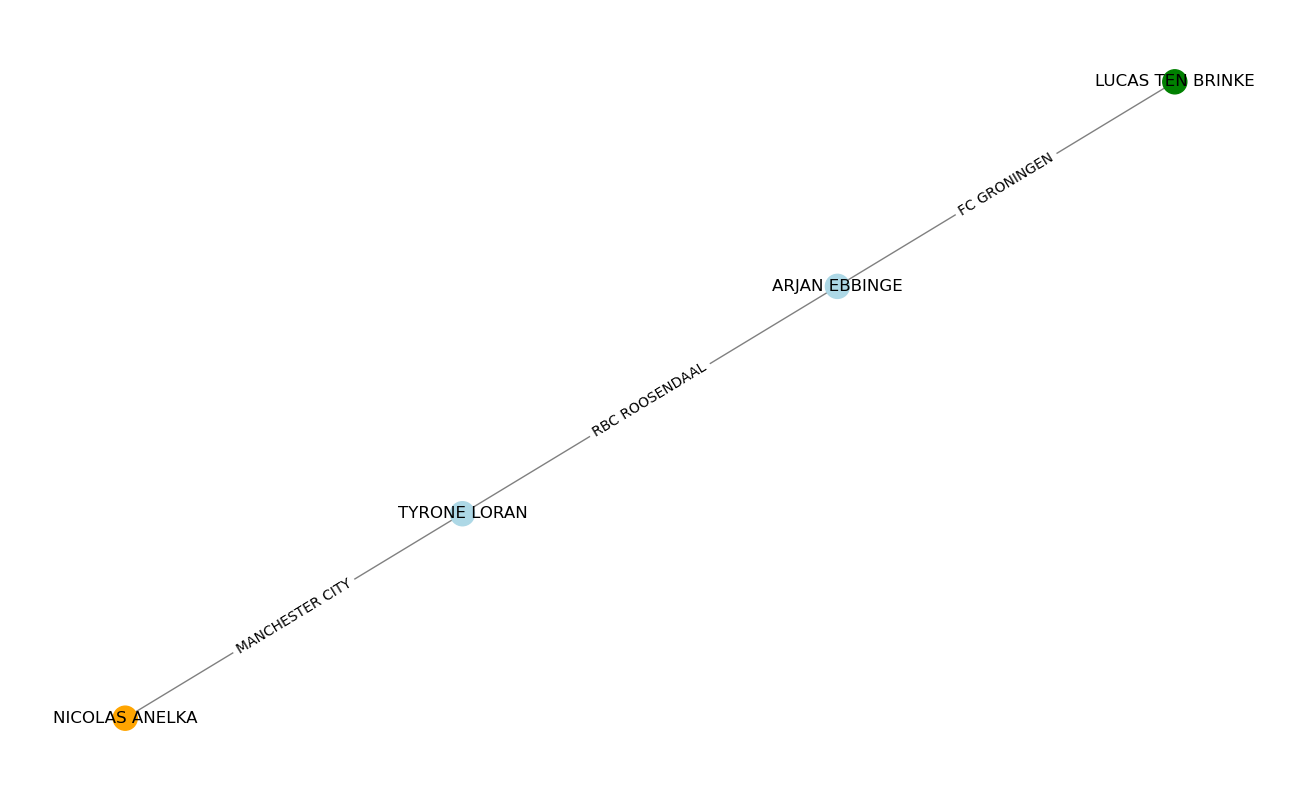 LUCAS TEN BRINKE
FC GRONINGEN
ARJAN EBBINGE
RBC ROOSENDAAL
TYRONE LORAN
MANCHESTER CITY
NICOLAS ANELKA